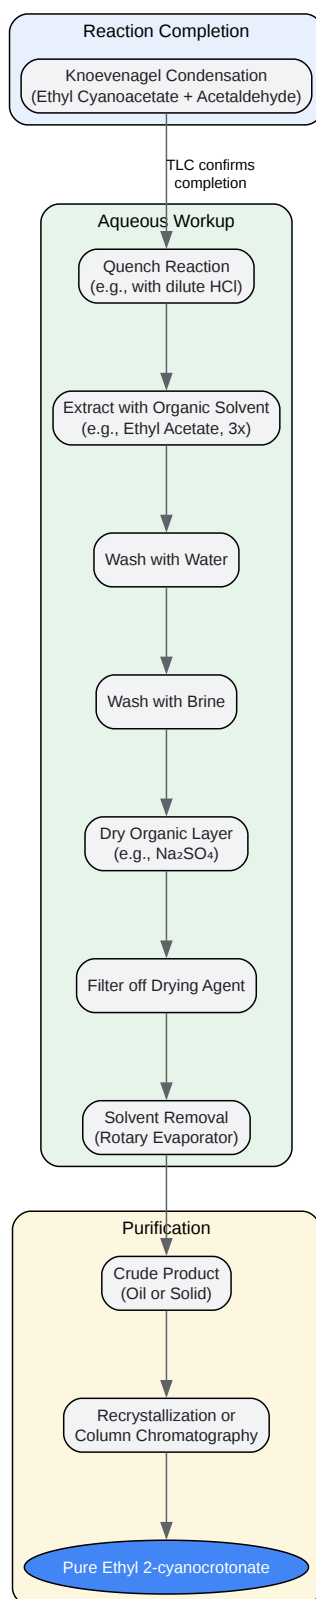 Reaction Completion
Knoevenagel Condensation
(Ethyl Cyanoacetate + Acetaldehyde)
TLC confirms
completion
Aqueous Workup
Quench Reaction
(e.g., with dilute HCl)
Extract with Organic Solvent
(e.g., Ethyl Acetate, 3x)
Wash with Water
Wash with Brine
Dry Organic Layer
(e.g., Na₂SO₄)
Filter off Drying Agent
Solvent Removal
(Rotary Evaporator)
Purification
Crude Product
(Oil or Solid)
Recrystallization or
Column Chromatography
Pure Ethyl 2-cyanocrotonate